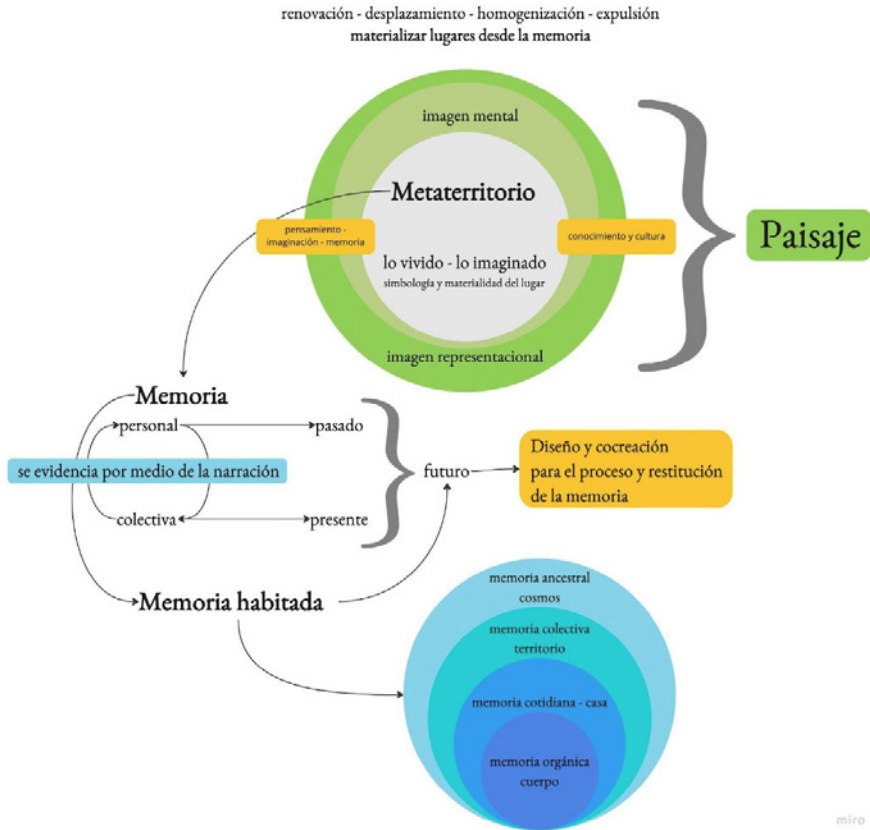 renovación - desplazamiento - homogenización - expulsión
materializar lugares desde la memoria
imagen mental
Metaterritorio
pensamiento -
imaginación - memoria
conocimiento y cultura
lo vivido - lo imaginado
simbología y materialidad del lugar
imagen representacional
Paisaje
Memoria
personal
pasado
se evidencia por medio de la narración
colectiva
presente
futuro
Diseño y cocreación
para el proceso y restitución
de la memoria
Memoria habitada
memoria ancestral
cosmos
memoria colectiva
territorio
memoria cotidiana - casa
memoria orgánica
cuerpo
miro